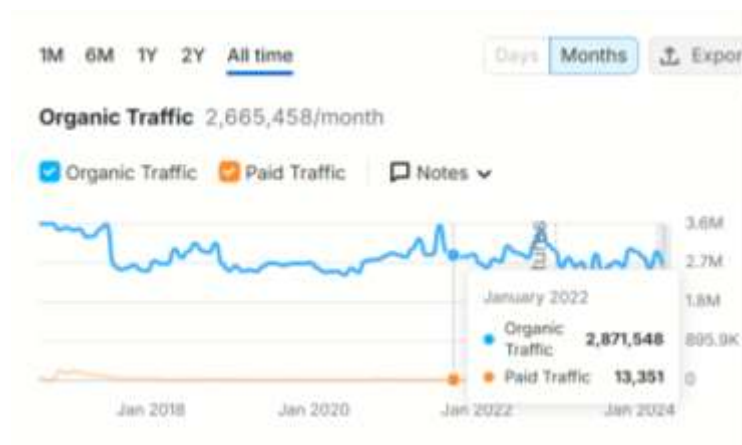 1M 6M 1Y 2Y All time Days Months Expor
Organic Traffic 2,665,458/month
Organic Traffic Paid Traffic Notes
3.6M
2.7M
January 2022
1.8M
Organic Traffic 2,871,548
895.9K
Paid Traffic 13,351
0
Jan 2018 Jan 2020 Jan 2022 Jan 2024